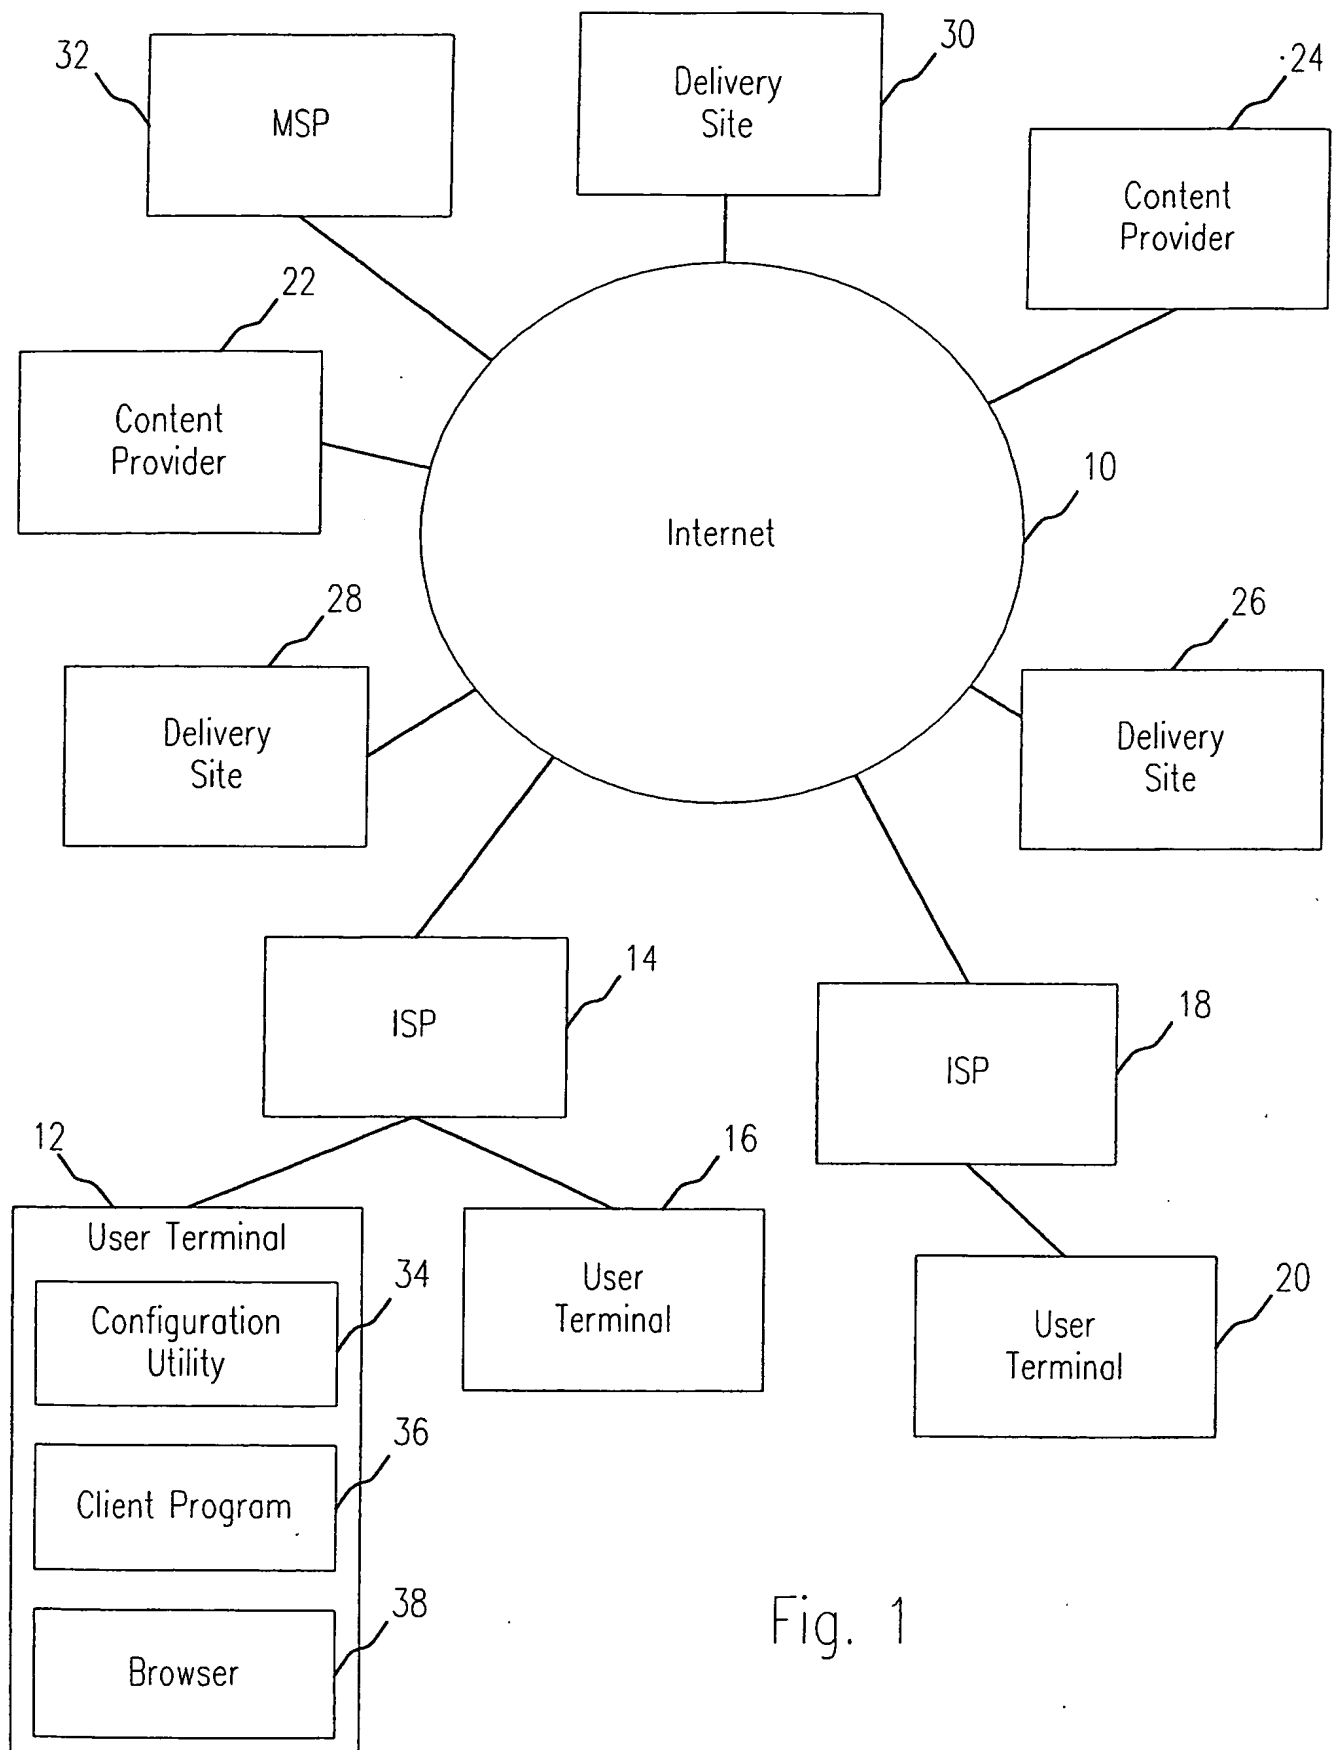 30
32
24
Delivery
Site
MSP
Content
Provider
22
Content
Provider
10
Internet
28
26
Delivery
Site
Delivery
Site
14
18
ISP
ISP
12
16
User Terminal
34
User
Terminal
20
Configuration
Utility
User
Terminal
36
Client Program
38
Fig. 1
Browser